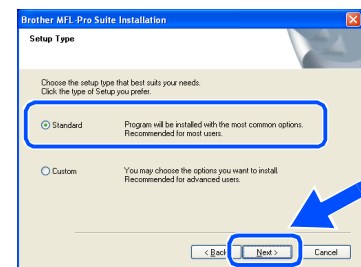 Brother MFL-Pro Suite Installation
Setup Type
Choose the setup type that best suits your needs.
Click the type of Setup you prefer.
Standard
Program will be installed with the most common options.
Recommended for most users.
Custom
You may choose the options you want to install.
Recommended for advanced users.
< Back
Next >
Cancel